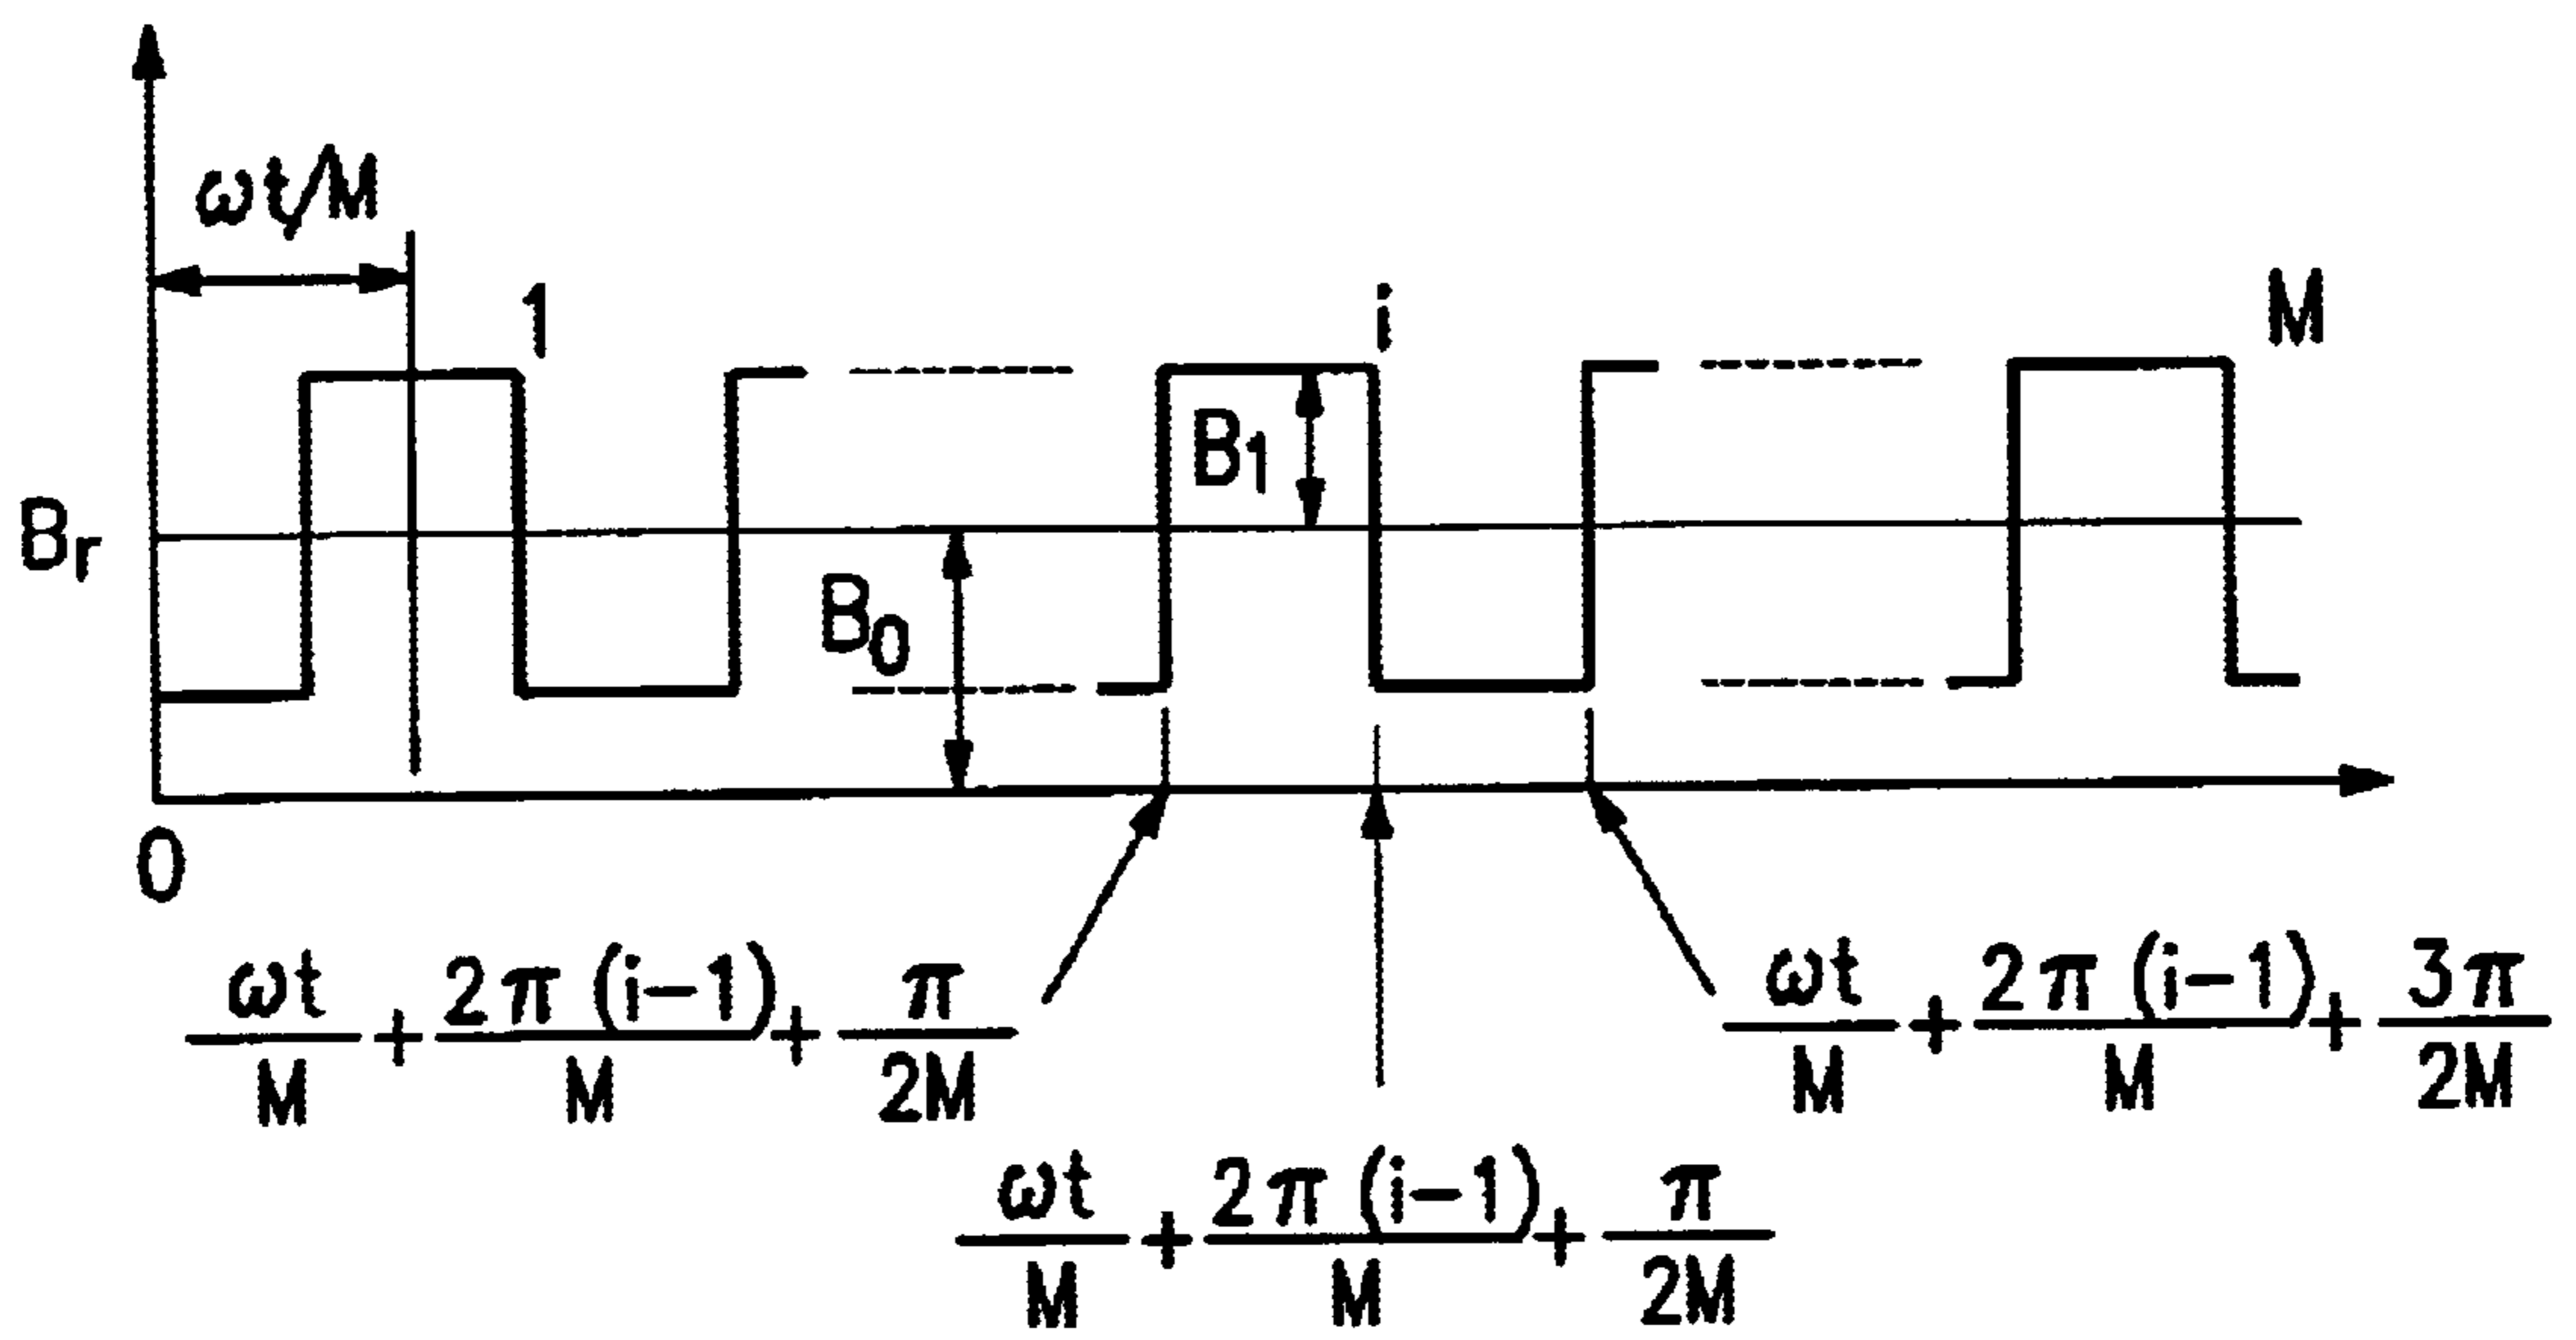 ωt/M
1
i
M
B₁
Bᵣ
B₀
0
ωt/M + 2π(i-1)/M + π/2M
ωt/M + 2π(i-1)/M + 3π/2M
ωt/M + 2π(i-1)/M + π/2M